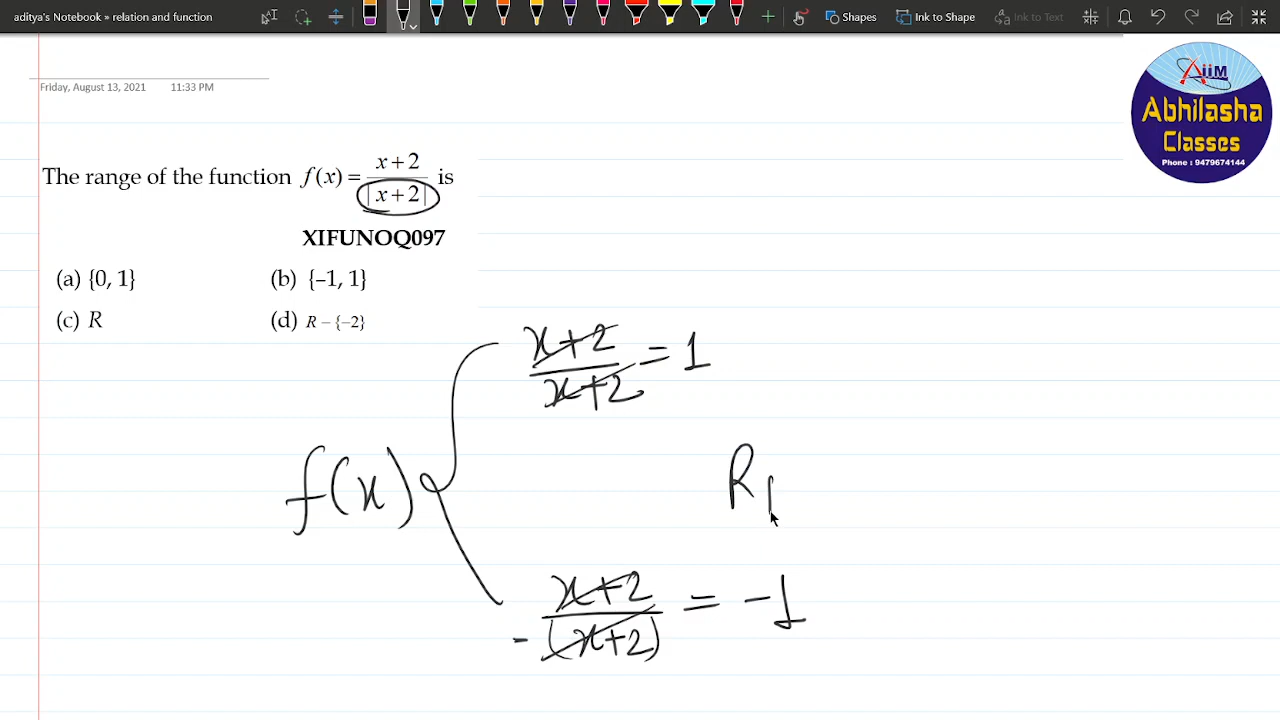 aditya's Notebook » relation and function
Shapes
Ink to Shape
Ink to Text
Friday, August 13, 2021 11:33 PM
AIIM
Abhilasha
Classes
Phone : 9479674144
The range of the function f(x) = x+2 / |x+2| is
XIFUNOQ097
(a) {0, 1} (b) {–1, 1}
(c) R (d) R – {–2}
x+2 / x+2 = 1
f(x)
R
x+2 / -(x+2) = -1